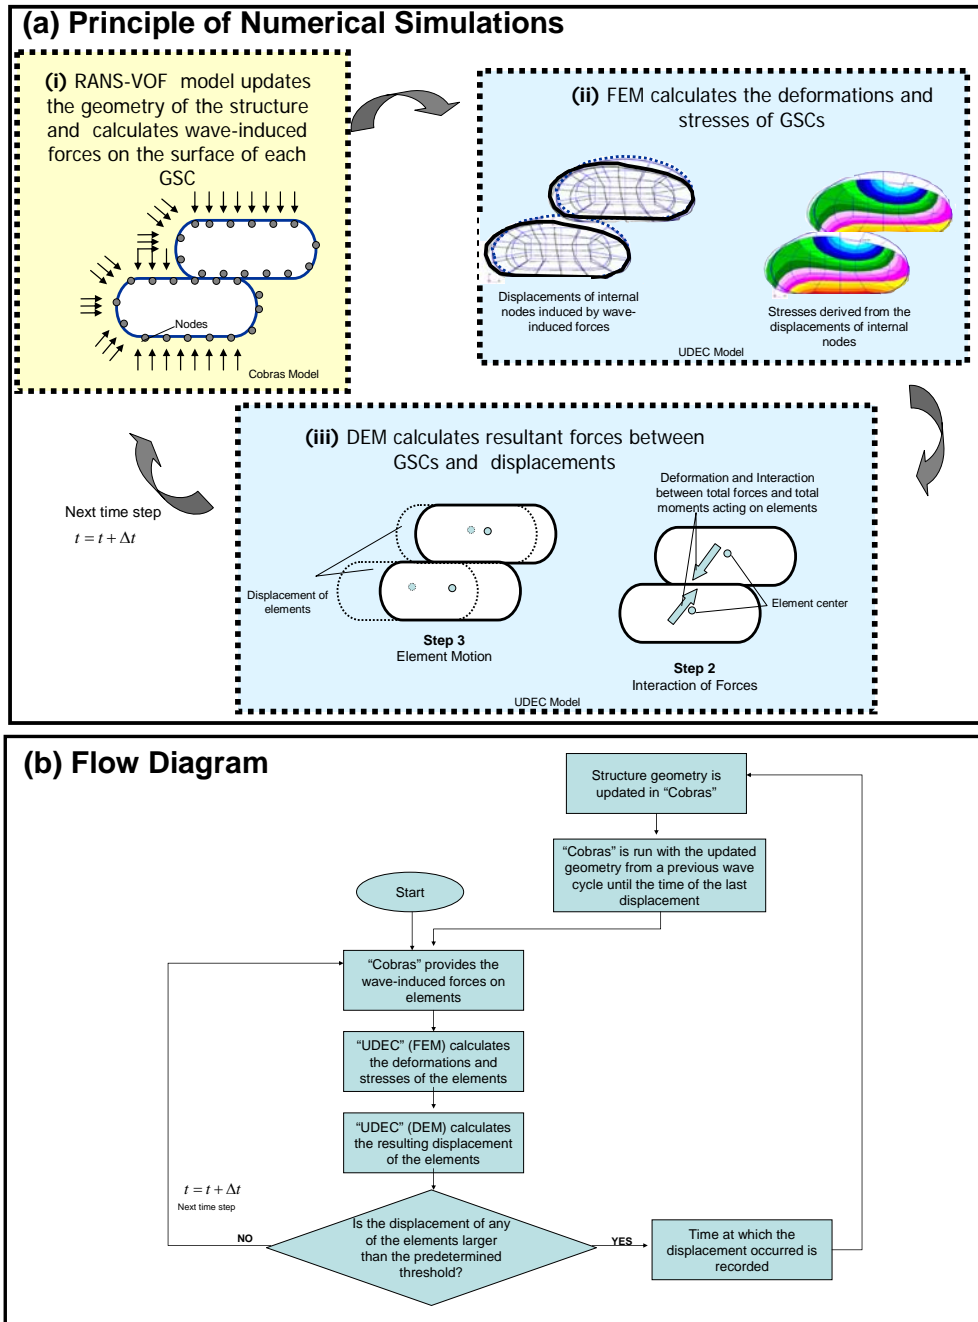 (a) Principle of Numerical Simulations
(i) RANS-VOF model updates
the geometry of the structure
and calculates wave-induced
forces on the surface of each
GSC
Nodes
Cobras Model
(ii) FEM calculates the deformations and
stresses of GSCs
Displacements of internal
nodes induced by wave-
induced forces
Stresses derived from the
displacements of internal
nodes
UDEC Model
(iii) DEM calculates resultant forces between
GSCs and displacements
Deformation and Interaction
between total forces and total
moments acting on elements
Element center
Step 2
Interaction of Forces
Displacement of
elements
Step 3
Element Motion
UDEC Model
Next time step
t = t + Δt
(b) Flow Diagram
Structure geometry is
updated in “Cobras”
“Cobras” is run with the updated
geometry from a previous wave
cycle until the time of the last
displacement
Start
“Cobras” provides the
wave-induced forces on
elements
“UDEC” (FEM) calculates
the deformations and
stresses of the elements
“UDEC” (DEM) calculates
the resulting displacement
of the elements
t = t + Δt
Next time step
NO
Is the displacement of any
of the elements larger
than the predetermined
threshold?
YES
Time at which the
displacement occurred is
recorded